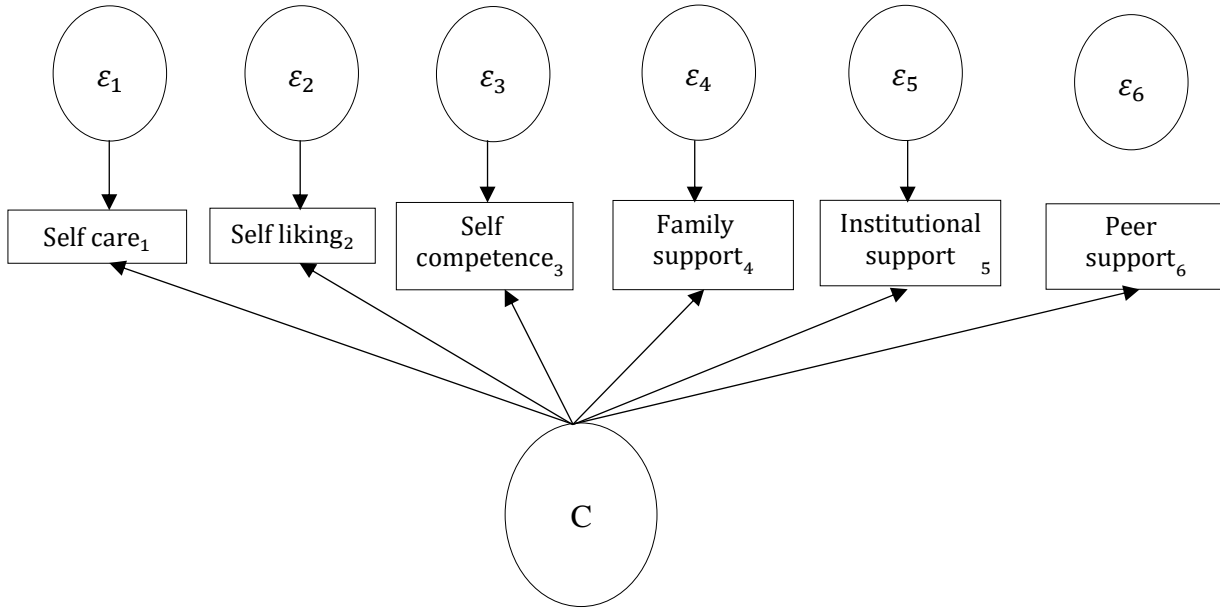 ε₁
ε₂
ε₃
ε₄
ε₅
ε₆
Self care₁
Self liking₂
Self
competence₃
Family
support₄
Institutional
support ₅
Peer
support₆
C